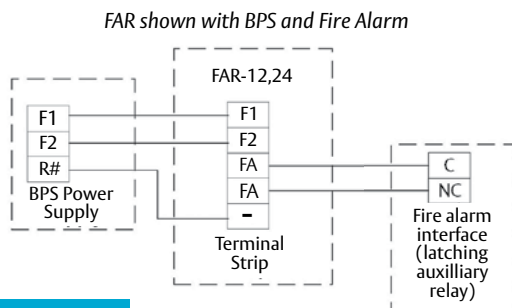 FAR shown with BPS and Fire Alarm
FAR-12,24
F1
F2
R#
BPS Power
Supply
F1
F2
FA
FA
–
Terminal
Strip
C
NC
Fire alarm
interface
(latching
auxilliary
relay)